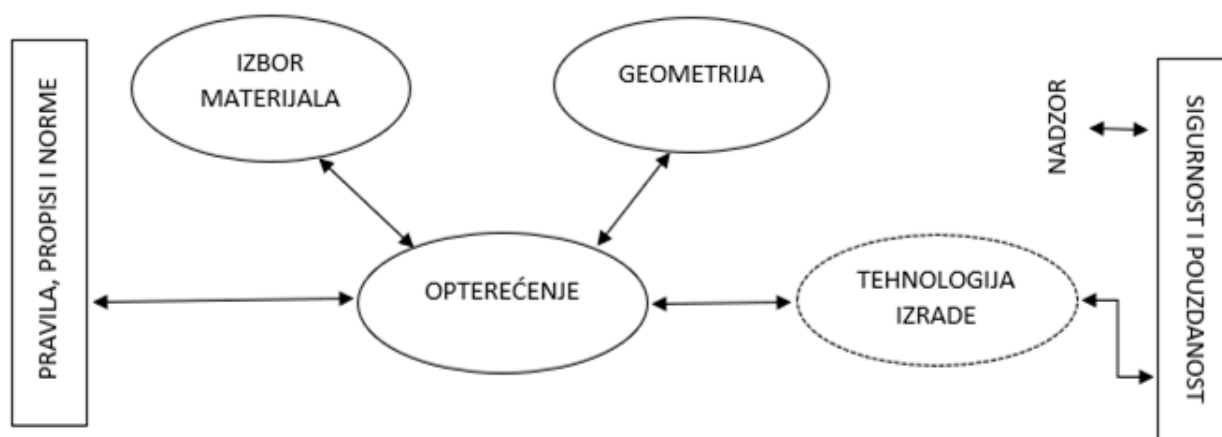 PRAVILA, PROPISI I NORME
IZBOR
MATERIJALA
GEOMETRIJA
OPTEREĆENJE
TEHNOLOGIJA
IZRADE
NADZOR
SIGURNOST I POUZDANOST